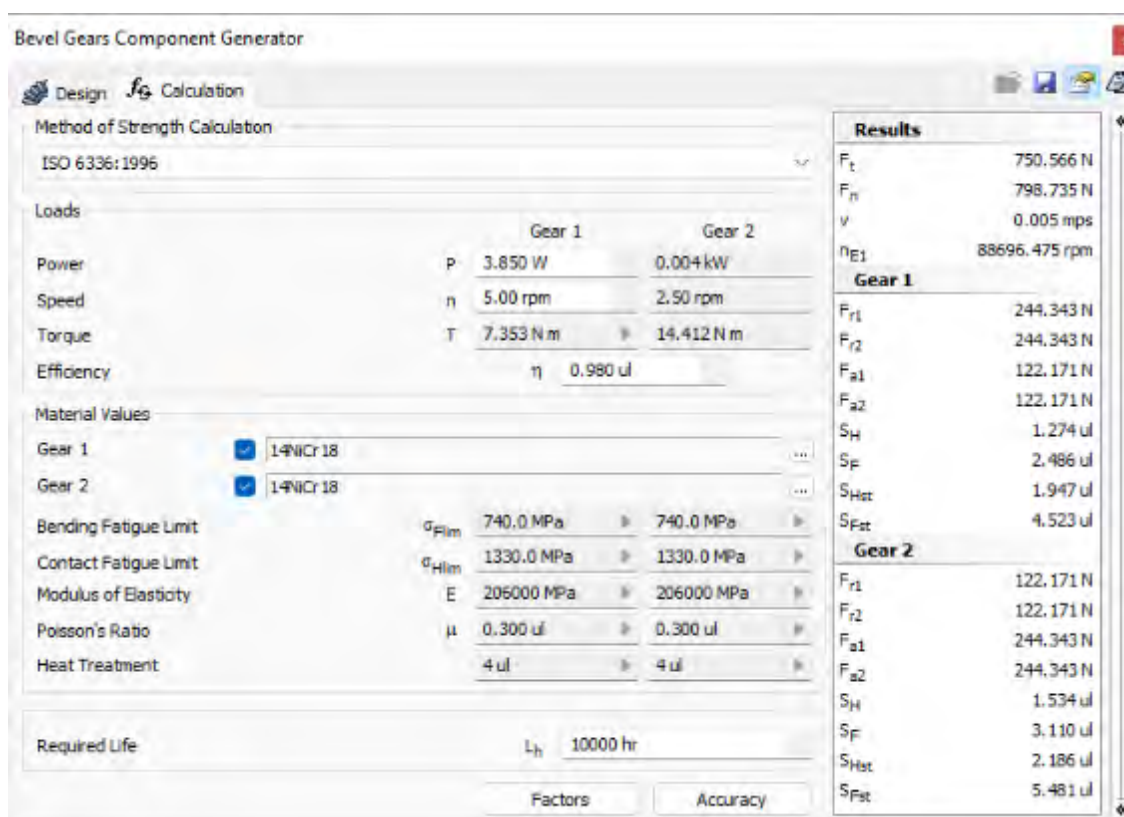 Bevel Gears Component Generator
Design fG Calculation
Method of Strength Calculation
ISO 6336:1996
Loads
Gear 1 Gear 2
Power P 3.850 W 0.004 kW
Speed n 5.00 rpm 2.50 rpm
Torque T 7.353 N m 14.412 N m
Efficiency η 0.980 ul
Material Values
Gear 1 14NiCr18 ...
Gear 2 14NiCr18 ...
Bending Fatigue Limit σFlim 740.0 MPa 740.0 MPa
Contact Fatigue Limit σHlim 1330.0 MPa 1330.0 MPa
Modulus of Elasticity E 206000 MPa 206000 MPa
Poisson's Ratio μ 0.300 ul 0.300 ul
Heat Treatment 4 ul 4 ul
Required Life Lh 10000 hr
Factors Accuracy
Results
Ft 750.566 N
Fn 798.735 N
v 0.005 mps
nE1 88696.475 rpm
Gear 1
Fr1 244.343 N
Fr2 244.343 N
Fa1 122.171 N
Fa2 122.171 N
SH 1.274 ul
SF 2.486 ul
SHst 1.947 ul
SFst 4.523 ul
Gear 2
Fr1 122.171 N
Fr2 122.171 N
Fa1 244.343 N
Fa2 244.343 N
SH 1.534 ul
SF 3.110 ul
SHst 2.186 ul
SFst 5.481 ul